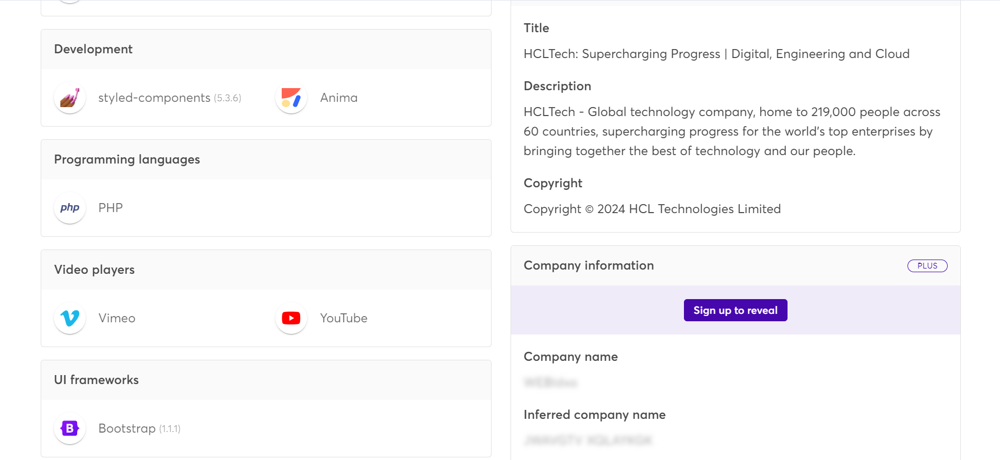 Development
styled-components (5.3.6)
Anima
Programming languages
php
PHP
Video players
Vimeo
YouTube
UI frameworks
B
Bootstrap (1.1.1)
Title
HCLTech: Supercharging Progress | Digital, Engineering and Cloud
Description
HCLTech - Global technology company, home to 219,000 people across
60 countries, supercharging progress for the world's top enterprises by
bringing together the best of technology and our people.
Copyright
Copyright © 2024 HCL Technologies Limited
Company information
PLUS
Sign up to reveal
Company name
Inferred company name